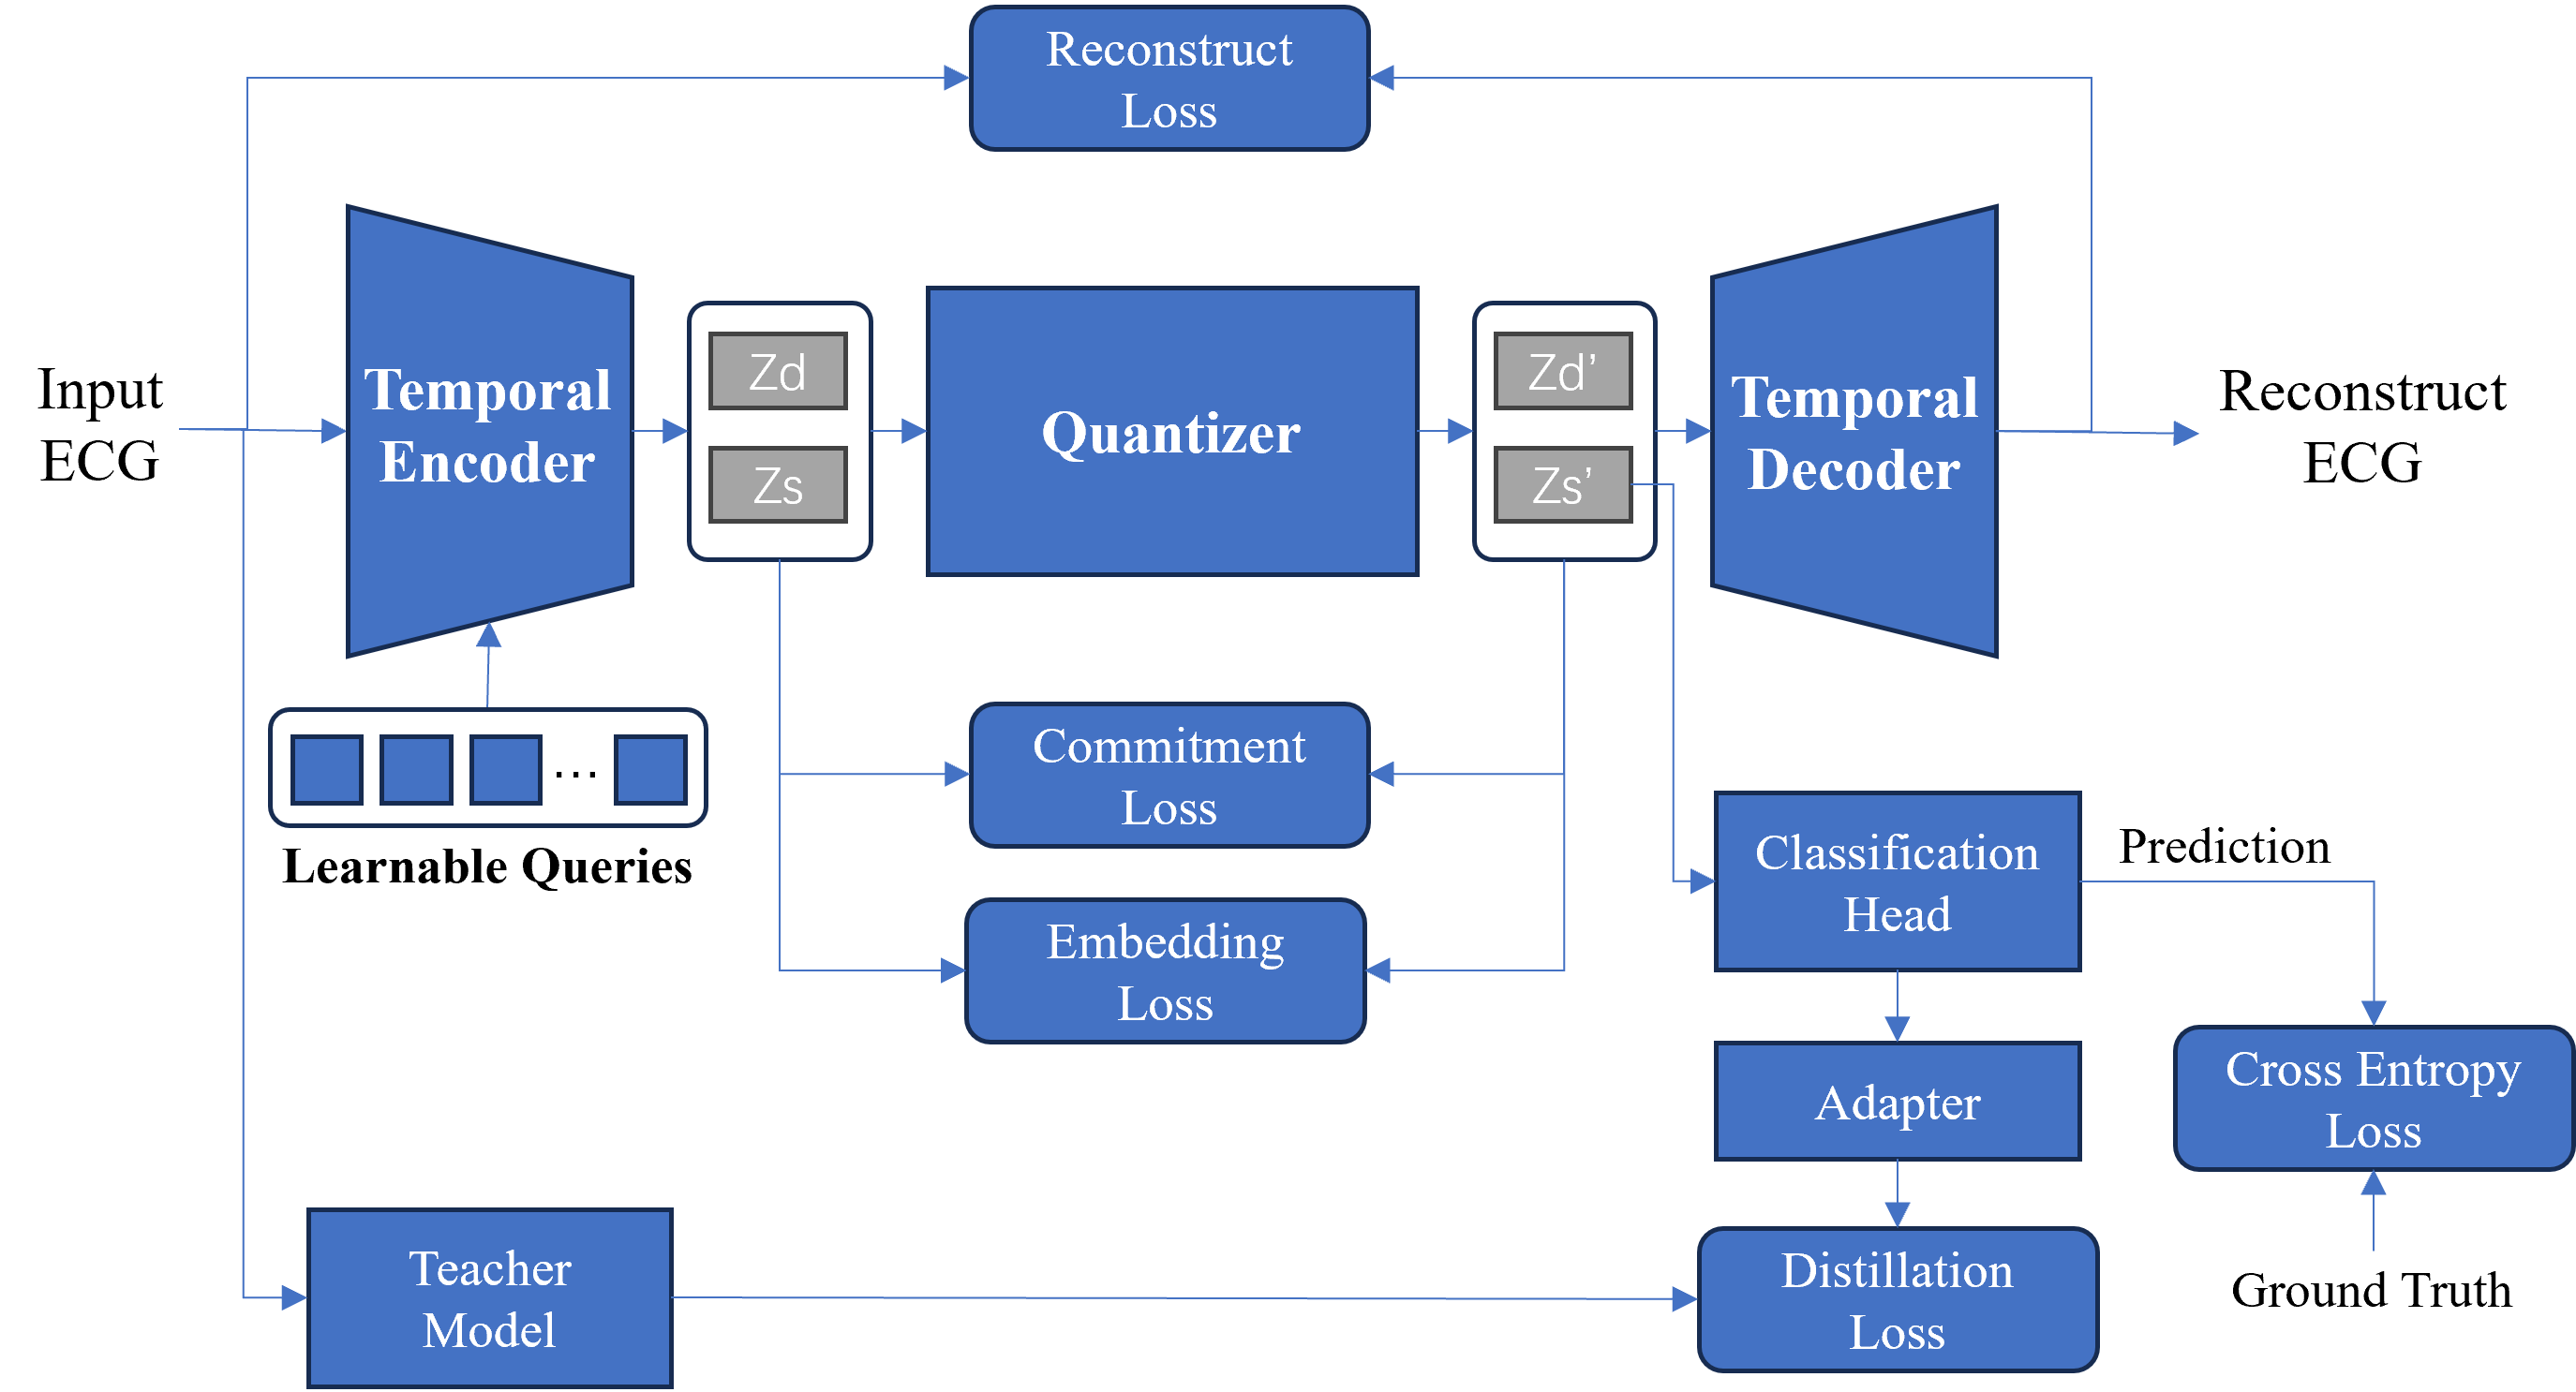 Reconstruct
Loss
Input
ECG
Temporal
Encoder
Zd
Zs
Quantizer
Zd’
Zs’
Temporal
Decoder
Reconstruct
ECG
...
Learnable Queries
Commitment
Loss
Embedding
Loss
Classification
Head
Prediction
Adapter
Cross Entropy
Loss
Teacher
Model
Distillation
Loss
Ground Truth